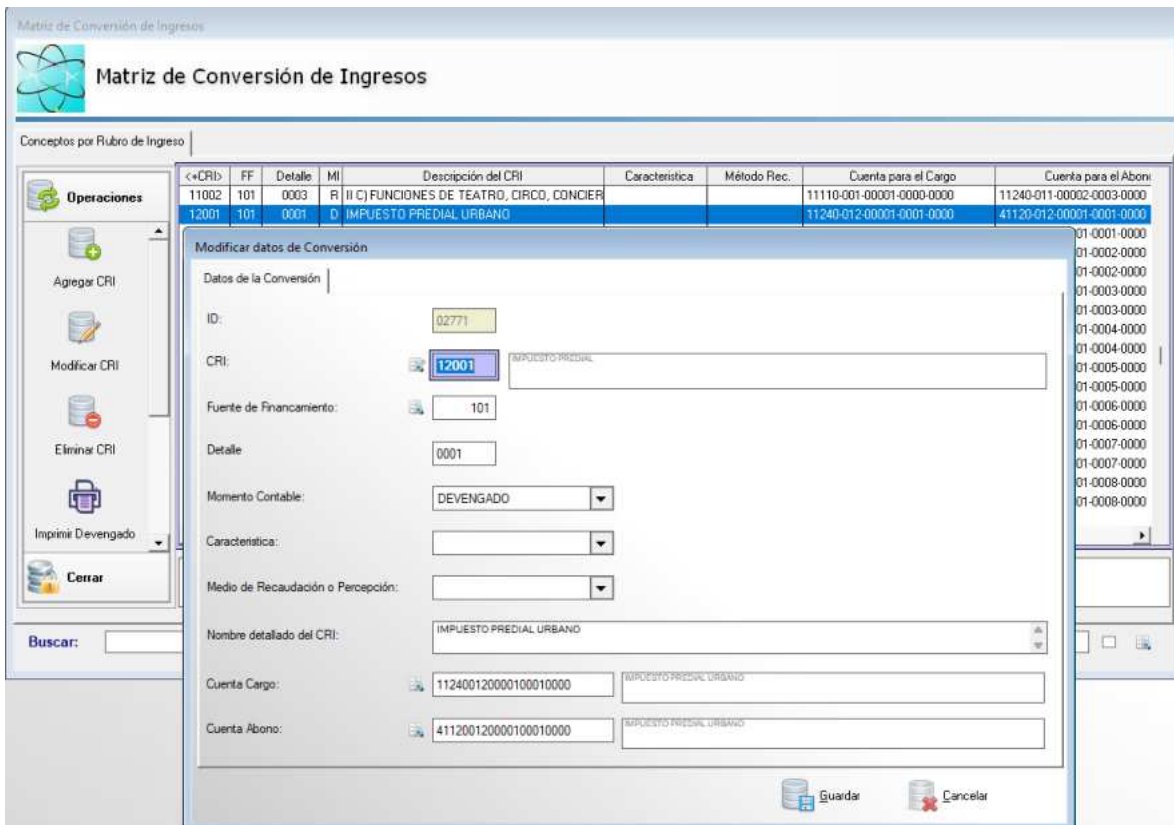 Matriz de Conversión de Ingresos
Matriz de Conversión de Ingresos
Conceptos por Rubro de Ingreso
Operaciones
Agregar CRI
Modificar CRI
Eliminar CRI
Imprimir Devengado
Cerrar
<+CRI> FF Detalle MI Descripción del CRI Caracteristica Método Rec. Cuenta para el Cargo Cuenta para el Abon
11002 101 0003 R II C) FUNCIONES DE TEATRO, CIRCO, CONCIER 11110-001-00001-0000-0000 11240-011-00002-0003-0000
12001 101 0001 D IMPUESTO PREDIAL URBANO 11240-012-00001-0001-0000 41120-012-00001-0001-0000
01-0001-0000
01-0002-0000
01-0002-0000
01-0003-0000
01-0003-0000
01-0004-0000
01-0004-0000
01-0005-0000
01-0005-0000
01-0006-0000
01-0006-0000
01-0007-0000
01-0007-0000
01-0008-0000
01-0008-0000
Buscar:
Modificar datos de Conversión
Datos de la Conversión
ID: 02771
CRI: 12001 IMPUESTO PREDIAL
Fuente de Financamiento: 101
Detalle 0001
Momento Contable: DEVENGADO
Caracteristica:
Medio de Recaudación o Percepción:
Nombre detallado del CRI: IMPUESTO PREDIAL URBANO
Cuenta Cargo: 112400120000100010000 IMPUESTO PREDIAL URBANO
Cuenta Abono: 411200120000100010000 IMPUESTO PREDIAL URBANO
Guardar Cancelar